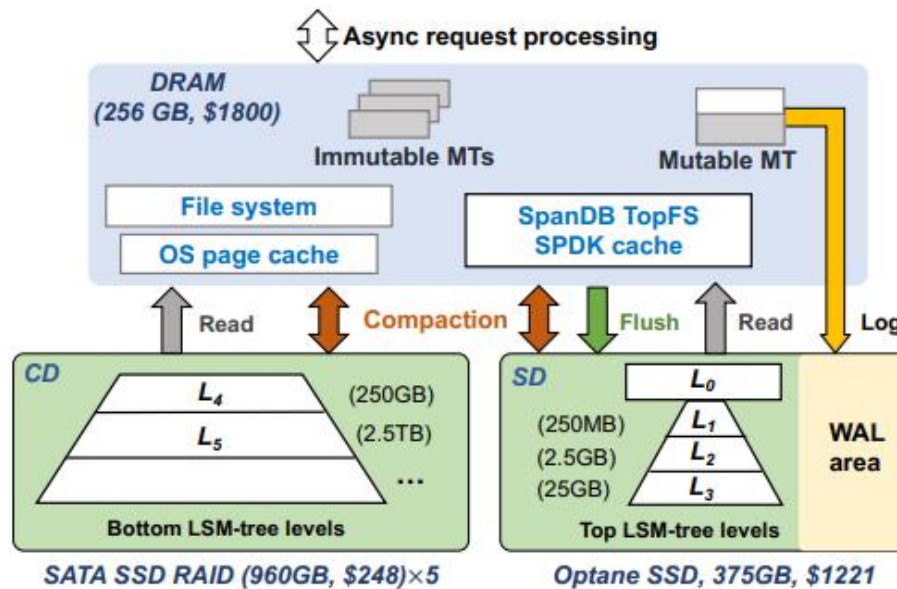 Async request processing
DRAM
(256 GB, $1800)
Immutable MTs
Mutable MT
File system
OS page cache
SpanDB TopFS
SPDK cache
Read
Compaction
Flush
Read
Log
CD
L4
(250GB)
L5
(2.5TB)
...
Bottom LSM-tree levels
SD
L0
(250MB)
L1
(2.5GB)
L2
(25GB)
L3
WAL
area
Top LSM-tree levels
SATA SSD RAID (960GB, $248)×5
Optane SSD, 375GB, $1221